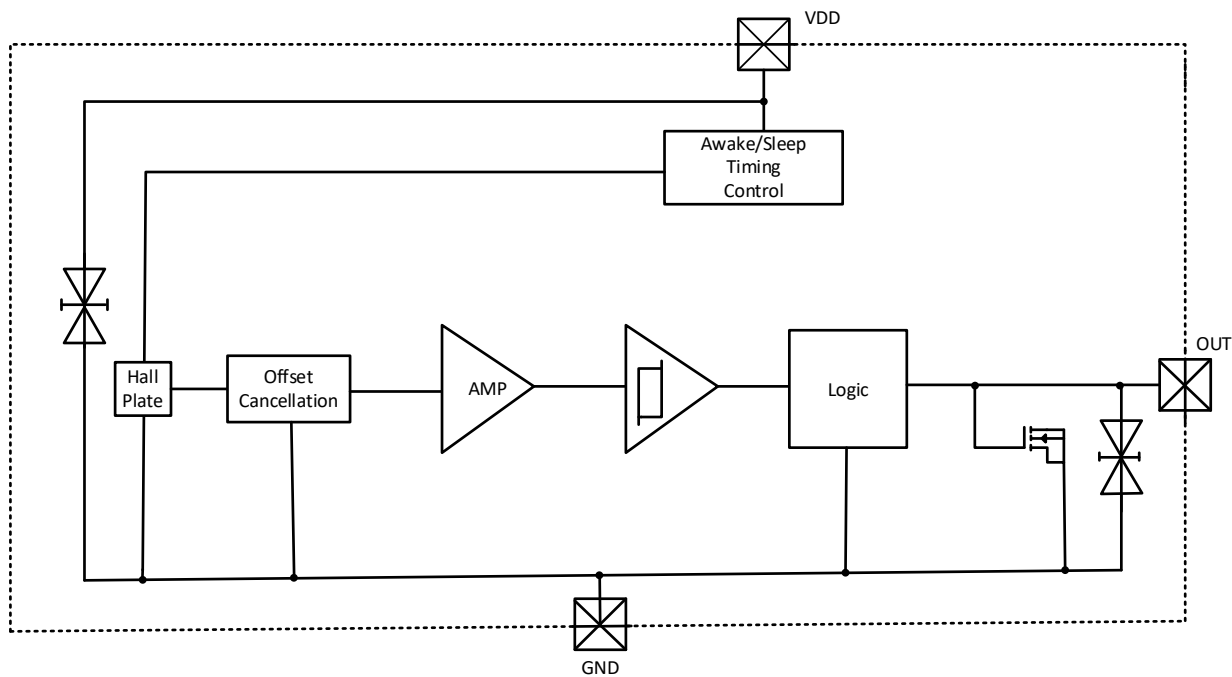 VDD
Awake/Sleep
Timing
Control
Hall
Plate
Offset
Cancellation
AMP
Logic
OUT
GND